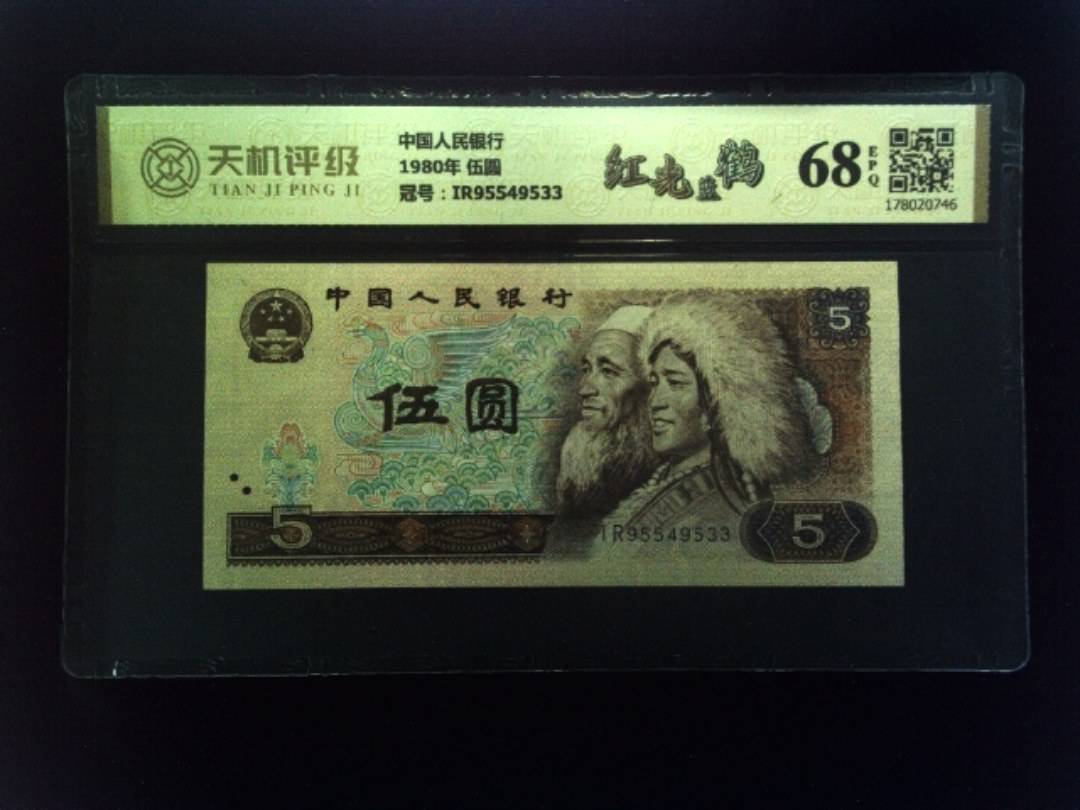 天机评级
TIAN JI PING JI
中国人民银行
1980年 伍圆
冠号：IR95549533
红光蓝鹤
68
EPQ
178020746
中国人民银行
5
伍圆
5
IR95549533
5